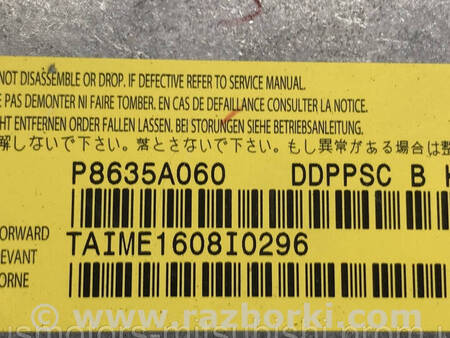 NOT DISASSEMBLE OR DROP. IF DEFECTIVE REFER TO SERVICE MANUAL.
E PAS DEMONTER NI FAIRE TOMBER. EN CAS DE DEFAILLANCE CONSULTER LA NOTICE.
HT ENTFERNEN ORDER FALLEN LASSEN. BEI STORUNGEN SIEHE BETRIEBSANLEITUNG.
解しないで下さい。落とさないで下さい。もし異常がある場合は整
P8635A060 DDPPSC B
ORWARD
EVANT
ORNE
TAIME1608I0296
www.razborki.com